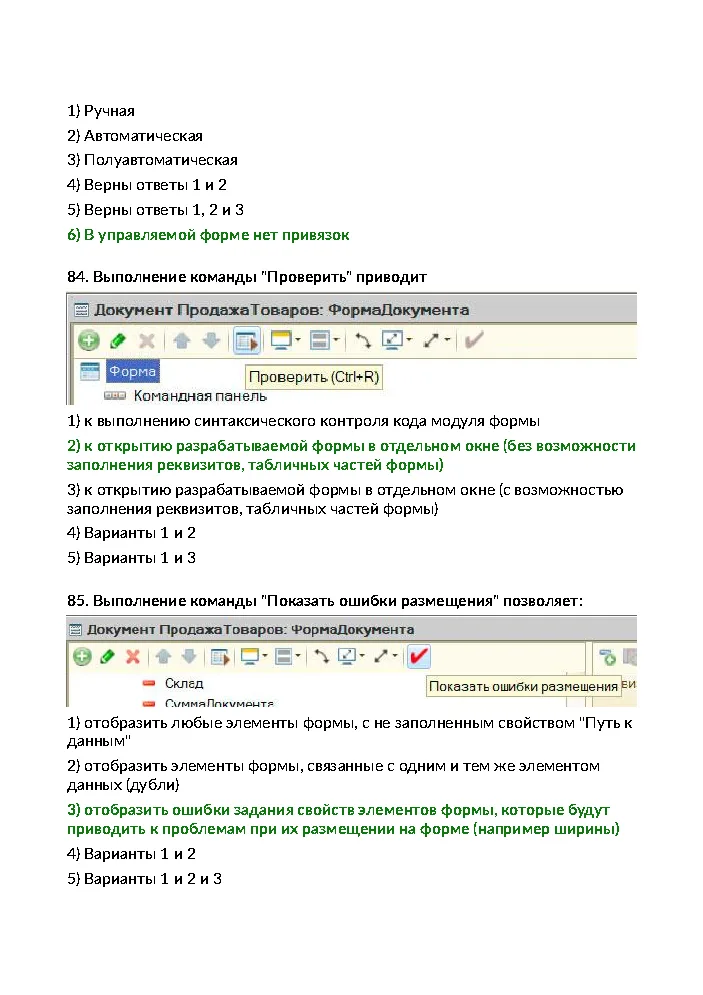 1) Ручная
2) Автоматическая
3) Полуавтоматическая
4) Верны ответы 1 и 2
5) Верны ответы 1, 2 и 3
6) В управляемой форме нет привязок
84. Выполнение команды "Проверить" приводит
Документ ПродажаТоваров: ФормаДокумента
Форма
Проверить (Ctrl+R)
Командная панель
1) к выполнению синтаксического контроля кода модуля формы
2) к открытию разрабатываемой формы в отдельном окне (без возможности
заполнения реквизитов, табличных частей формы)
3) к открытию разрабатываемой формы в отдельном окне (с возможностью
заполнения реквизитов, табличных частей формы)
4) Варианты 1 и 2
5) Варианты 1 и 3
85. Выполнение команды "Показать ошибки размещения" позволяет:
Документ ПродажаТоваров: ФормаДокумента
Склад
Показать ошибки размещения
СуммаДокумента
1) отобразить любые элементы формы, с не заполненным свойством "Путь к
данным"
2) отобразить элементы формы, связанные с одним и тем же элементом
данных (дубли)
3) отобразить ошибки задания свойств элементов формы, которые будут
приводить к проблемам при их размещении на форме (например ширины)
4) Варианты 1 и 2
5) Варианты 1 и 2 и 3